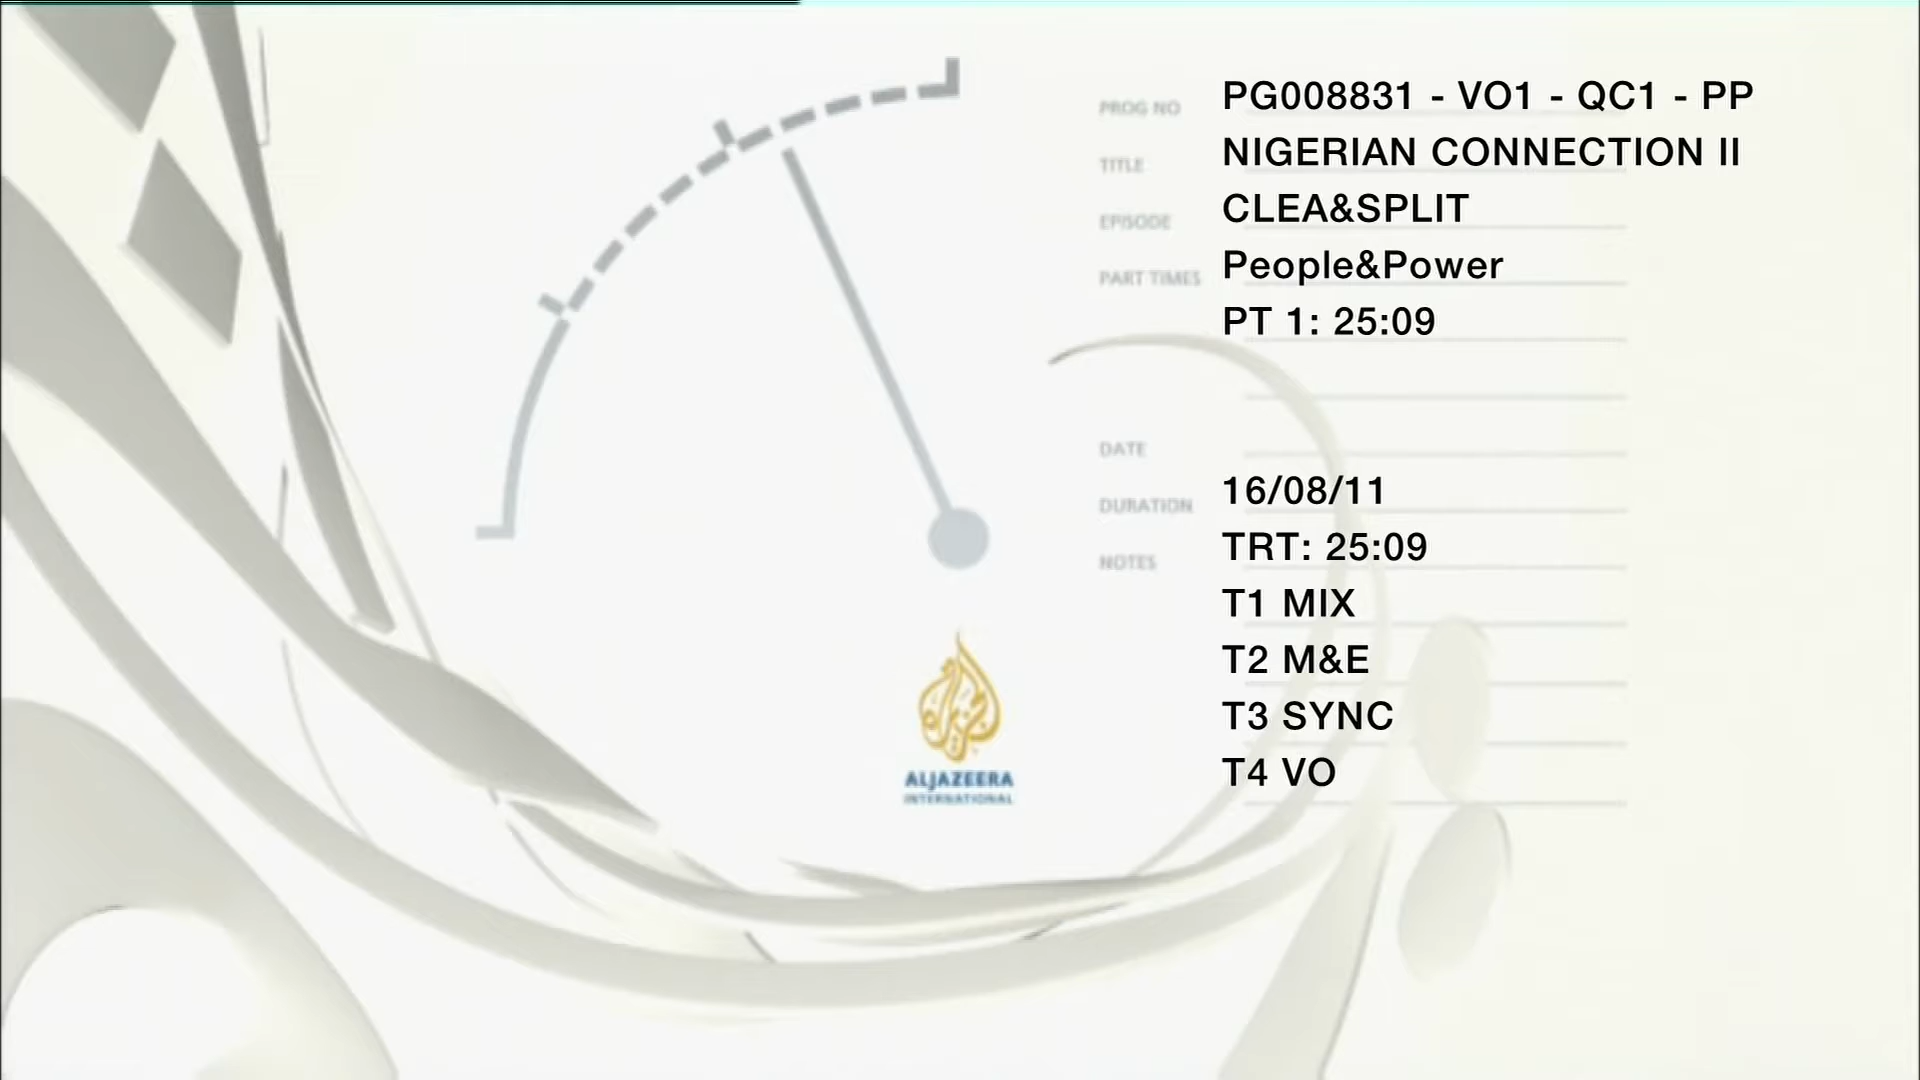 PROG NO PG008831 - VO1 - QC1 - PP
TITLE NIGERIAN CONNECTION II
EPISODE CLEA&SPLIT
PART TIMES People&Power
PT 1: 25:09
DATE
16/08/11
DURATION
TRT: 25:09
NOTES
T1 MIX
T2 M&E
T3 SYNC
T4 VO
الجزيرة
ALJAZEERA
INTERNATIONAL